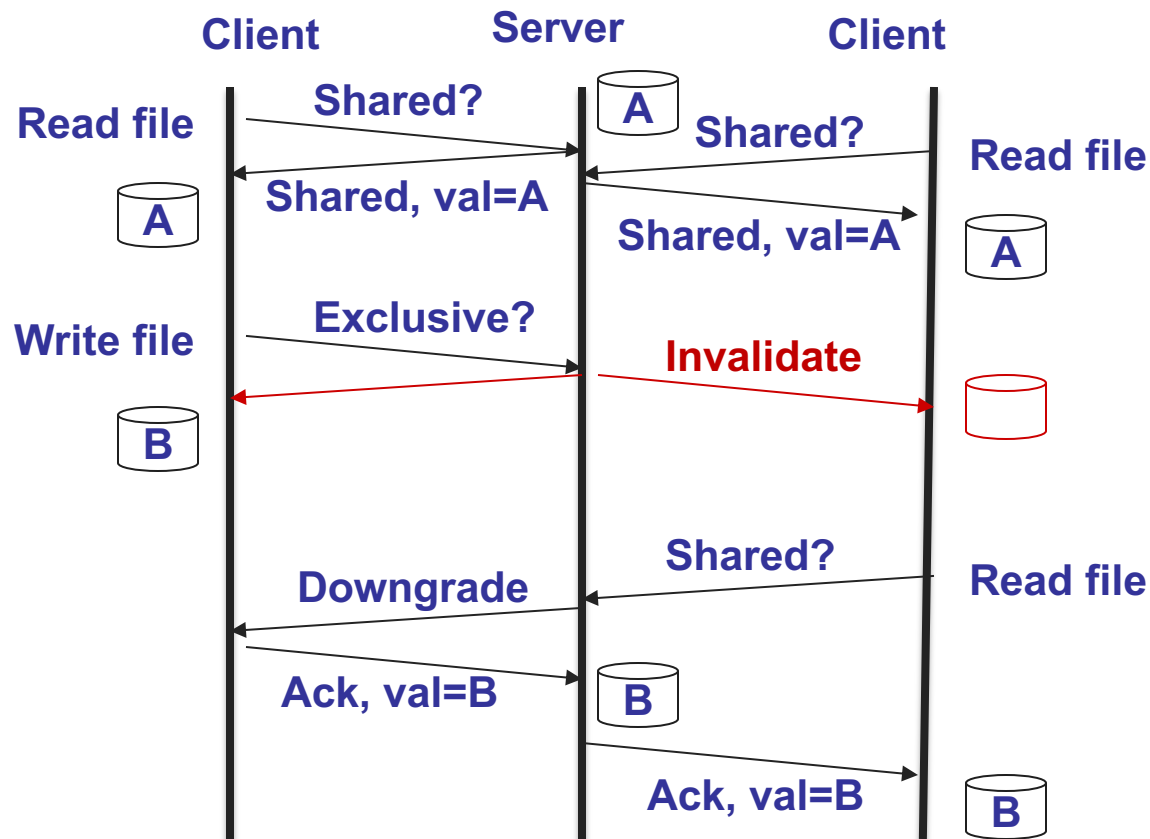 Client
Server
Client
Shared?
A
Read file
Shared?
Read file
Shared, val=A
A
Shared, val=A
A
Exclusive?
Write file
Invalidate
B
Shared?
Read file
Downgrade
Ack, val=B
B
Ack, val=B
B